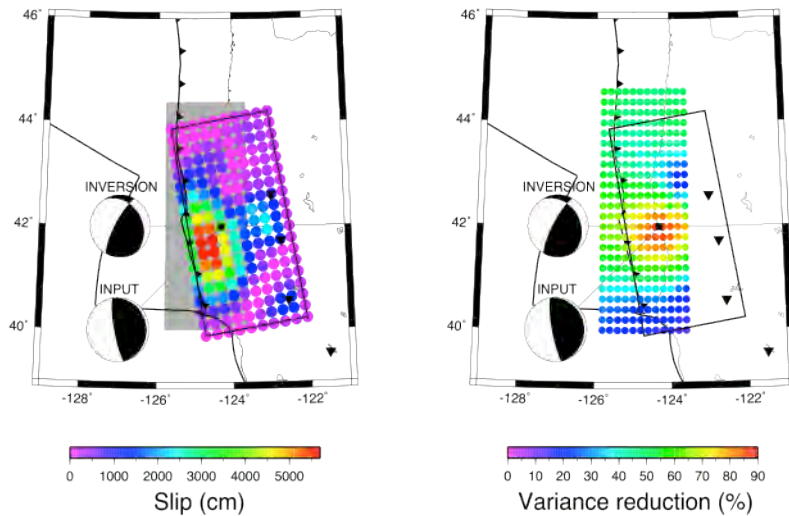 46°
44°
42°
40°
INVERSION
INPUT
-128° -126° -124° -122°
0 1000 2000 3000 4000 5000
Slip (cm)
46°
44°
42°
40°
INVERSION
INPUT
-128° -126° -124° -122°
0 10 20 30 40 50 60 70 80 90
Variance reduction (%)